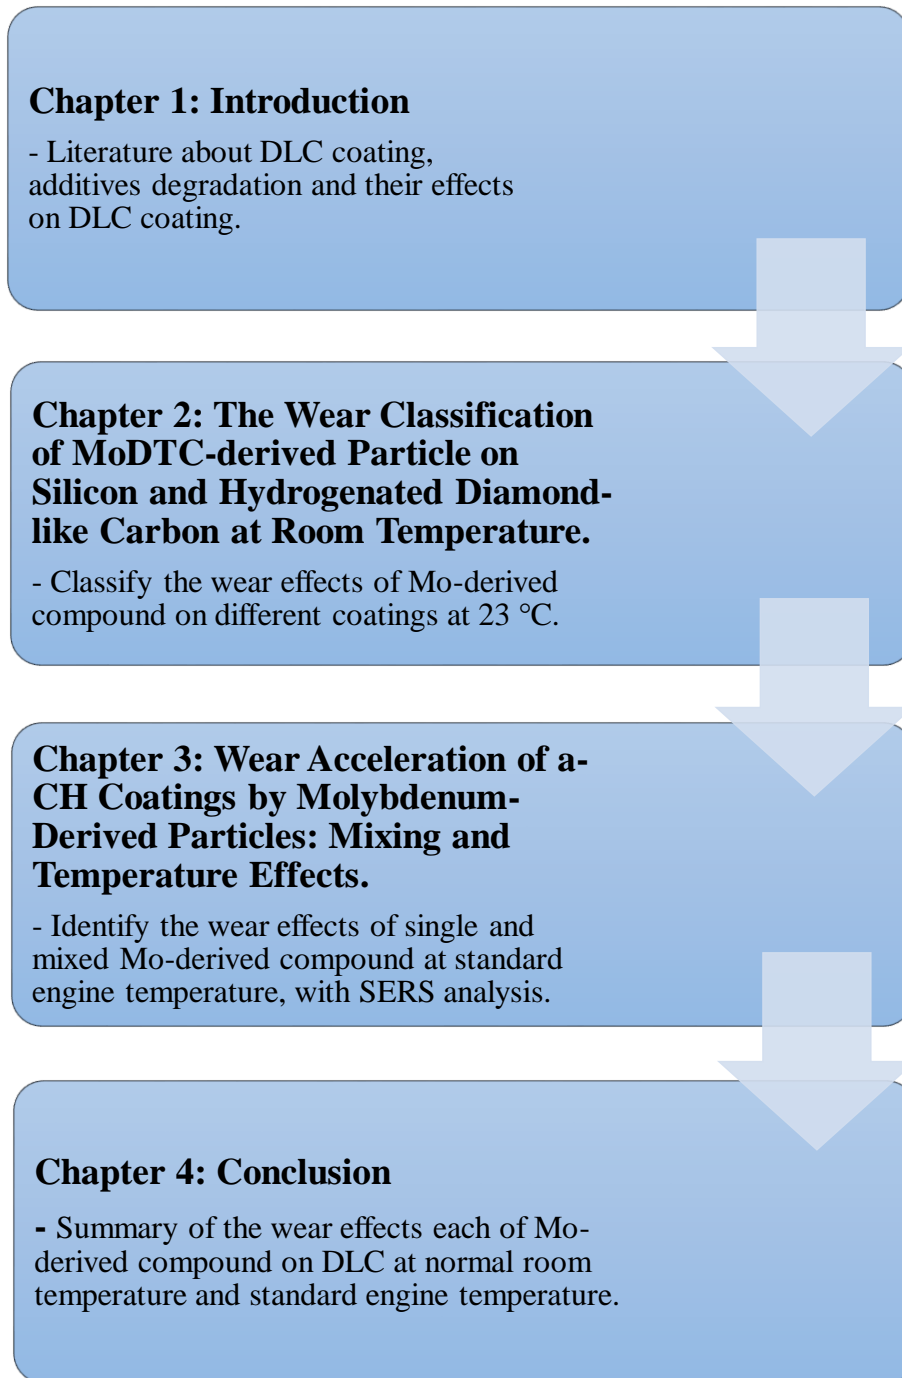 Chapter 1: Introduction
- Literature about DLC coating,
additives degradation and their effects
on DLC coating.
Chapter 2: The Wear Classification
of MoDTC-derived Particle on
Silicon and Hydrogenated Diamond-
like Carbon at Room Temperature.
- Classify the wear effects of Mo-derived
compound on different coatings at 23 °C.
Chapter 3: Wear Acceleration of a-
CH Coatings by Molybdenum-
Derived Particles: Mixing and
Temperature Effects.
- Identify the wear effects of single and
mixed Mo-derived compound at standard
engine temperature, with SERS analysis.
Chapter 4: Conclusion
- Summary of the wear effects each of Mo-
derived compound on DLC at normal room
temperature and standard engine temperature.